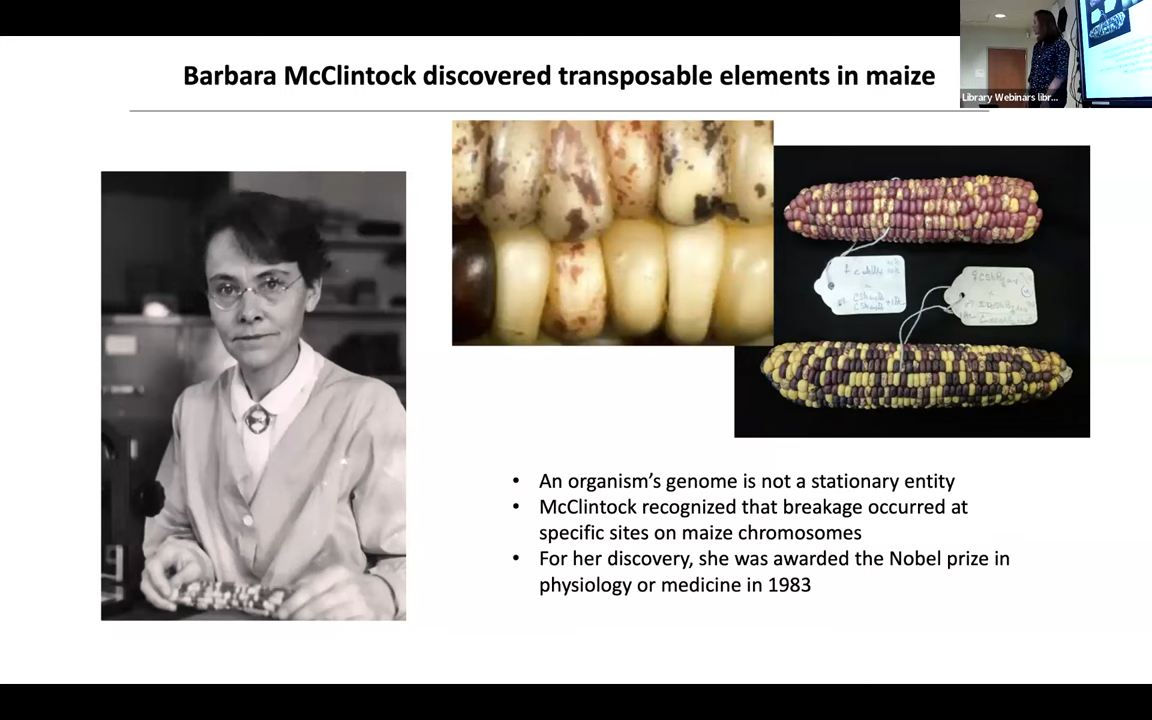 Barbara McClintock discovered transposable elements in maize
Library Webinars libr...
• An organism’s genome is not a stationary entity
• McClintock recognized that breakage occurred at
specific sites on maize chromosomes
• For her discovery, she was awarded the Nobel prize in
physiology or medicine in 1983